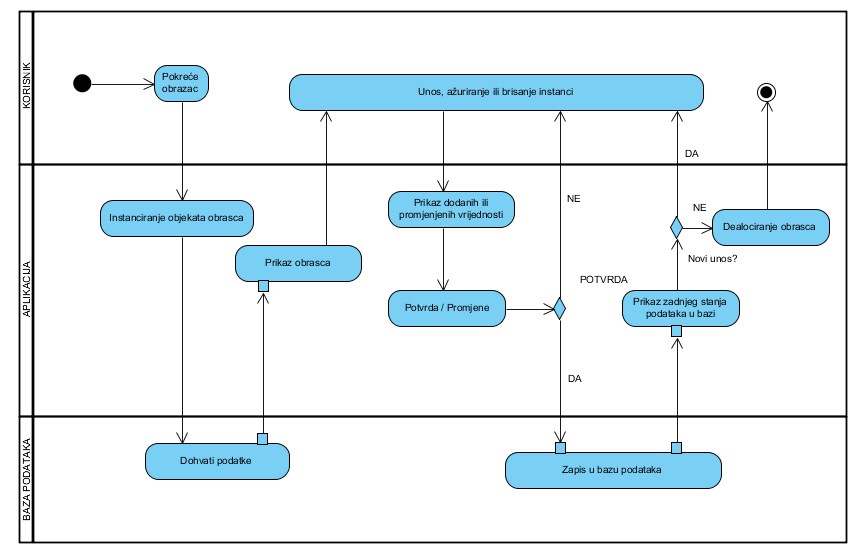 KORISNIK
Pokreće
obrazac
Unos, ažuriranje ili brisanje instanci
DA
APLIKACIJA
Instanciranje objekata obrasca
Prikaz obrasca
Prikaz dodanih ili
promjenjenih vrijednosti
NE
NE
Dealociranje obrasca
Novi unos?
POTVRDA
Potvrda / Promjene
Prikaz zadnjeg stanja
podataka u bazi
DA
BAZA PODATAKA
Dohvati podatke
Zapis u bazu podataka